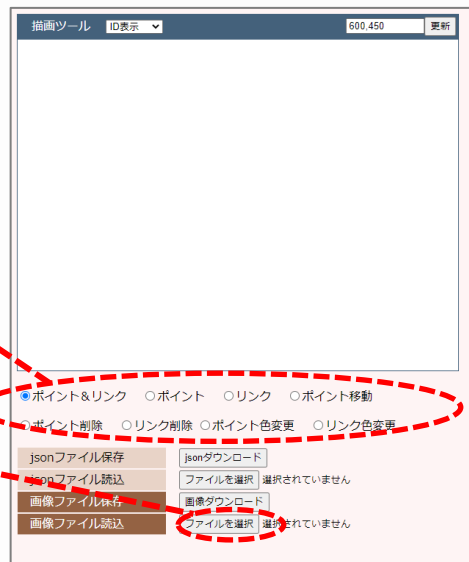 描画ツール ID表示 600,450 更新
ポイント&リンク ポイント リンク ポイント移動
ポイント削除 リンク削除 ポイント色変更 リンク色変更
jsonファイル保存 jsonダウンロード
jsonファイル読込 ファイルを選択 選択されていません
画像ファイル保存 画像ダウンロード
画像ファイル読込 ファイルを選択 選択されていません